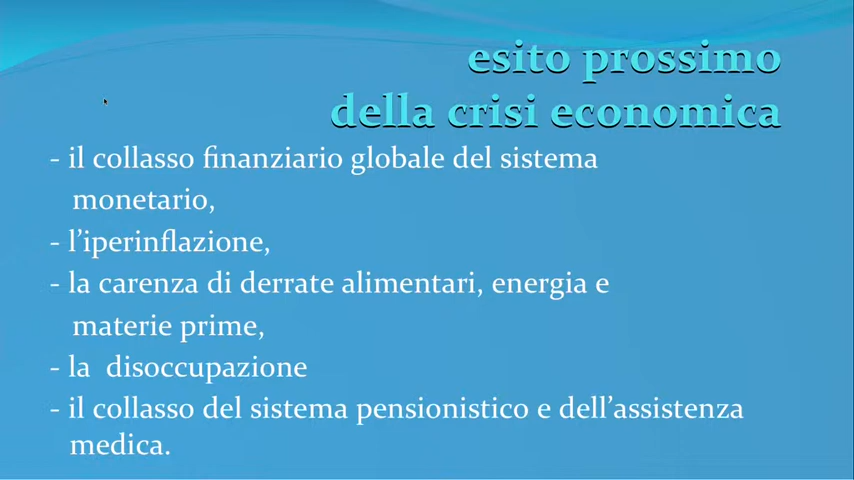 esito prossimo
della crisi economica
- il collasso finanziario globale del sistema
monetario,
- l’iperinflazione,
- la carenza di derrate alimentari, energia e
materie prime,
- la  disoccupazione
- il collasso del sistema pensionistico e dell’assistenza
medica.